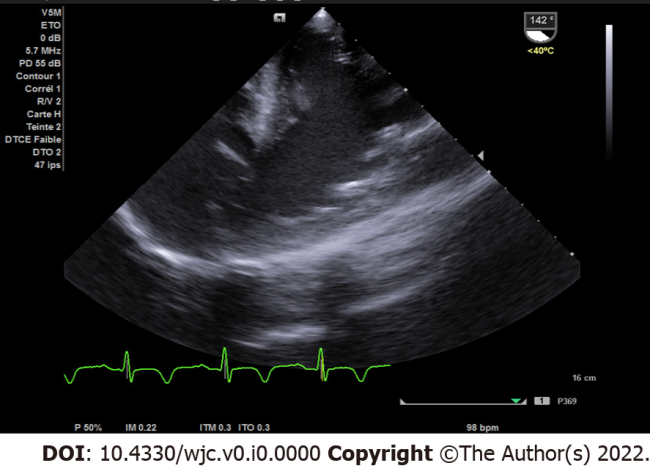 V5M
ETO
0 dB
5.7 MHz
PD 55 dB
Contour 1
Corrél 1
R/V 2
Carte H
Teinte 2
DTCE Faible
DTO 2
47 ips
142 °
<40°C
16 cm
1 P369
P 50% IM 0.22 ITM 0.3 ITO 0.3 98 bpm
DOI: 10.4330/wjc.v0.i0.0000 Copyright ©The Author(s) 2022.